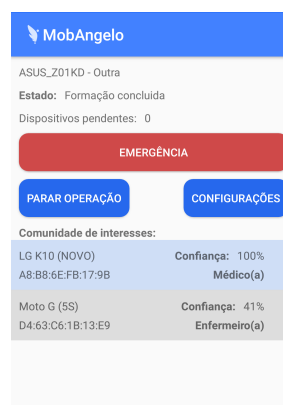 MobAngelo
ASUS_Z01KD - Outra
Estado: Formação concluida
Dispositivos pendentes: 0
EMERGÊNCIA
PARAR OPERAÇÃO CONFIGURAÇÕES
Comunidade de interesses:
LG K10 (NOVO) Confiança: 100%
A8:B8:6E:FB:17:9B Médico(a)
Moto G (5S) Confiança: 41%
D4:63:C6:1B:13:E9 Enfermeiro(a)